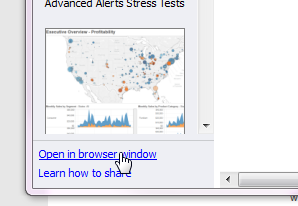 Advanced Alerts Stress Tests
Executive Overview - Profitability
Open in browser window
Learn how to share